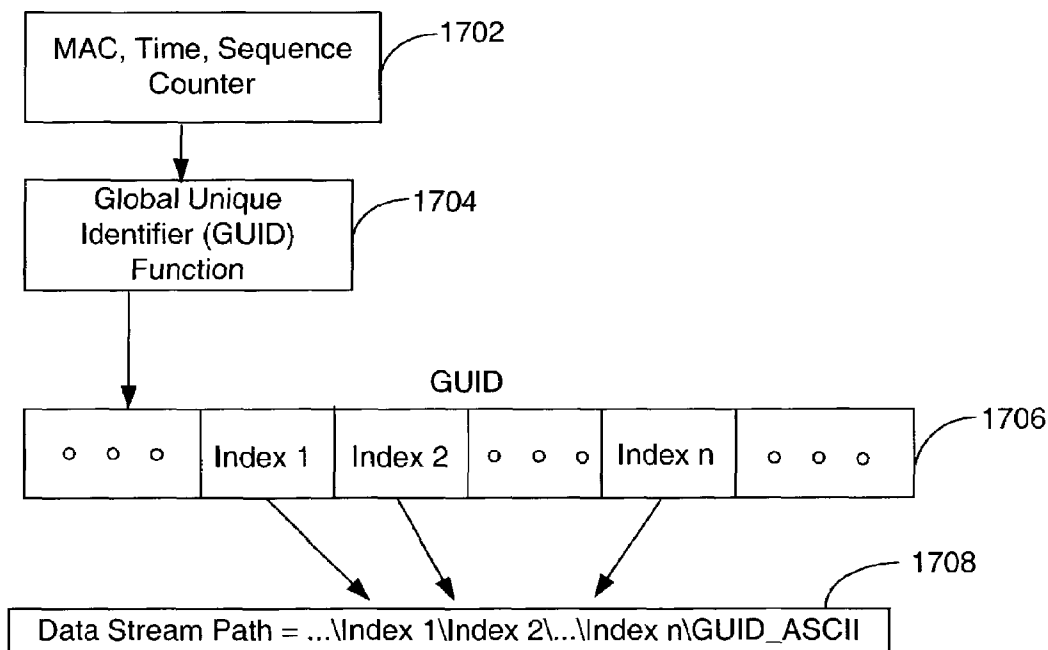 MAC, Time, Sequence
Counter
1702
Global Unique
Identifier (GUID)
Function
1704
GUID
o o o Index 1 Index 2 o o o Index n o o o
1706
1708
Data Stream Path = ...\Index 1\Index 2\...\Index n\GUID_ASCII